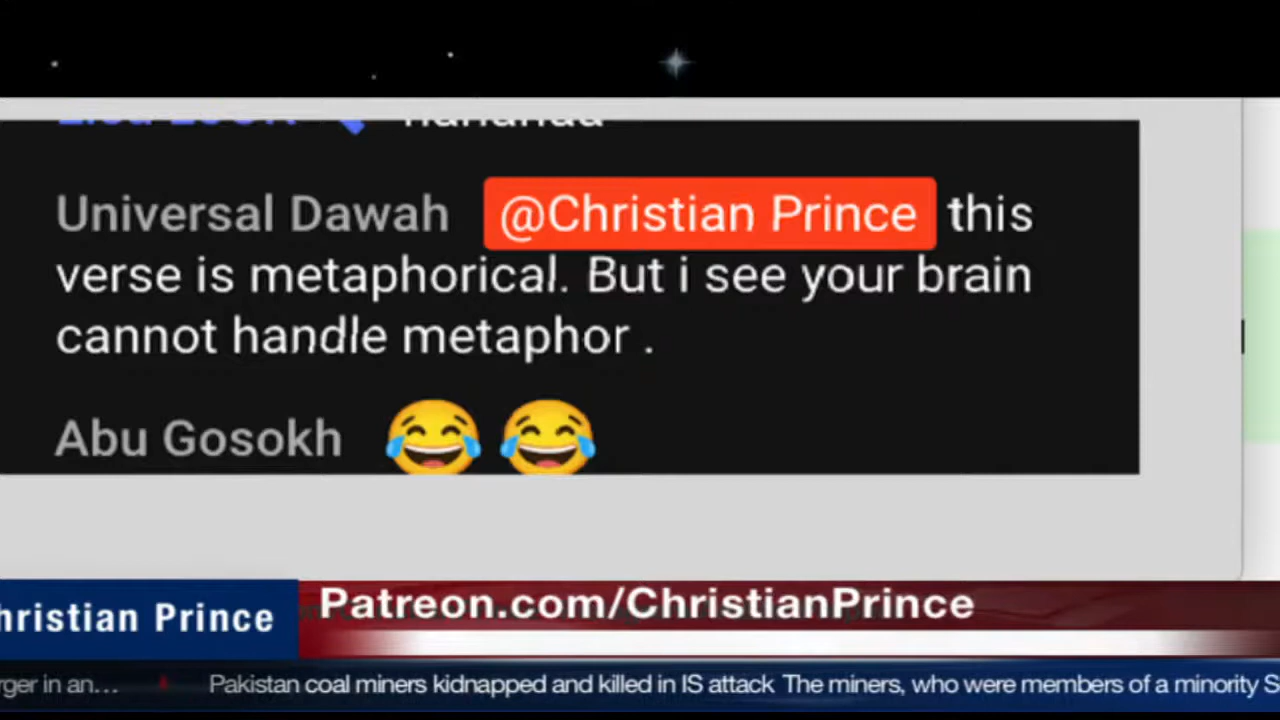 Universal Dawah @Christian Prince this
verse is metaphorical. But i see your brain
cannot handle metaphor .
Abu Gosokh 😂 😂
hristian Prince
Patreon.com/ChristianPrince
rger in an... Pakistan coal miners kidnapped and killed in IS attack The miners, who were members of a minority S